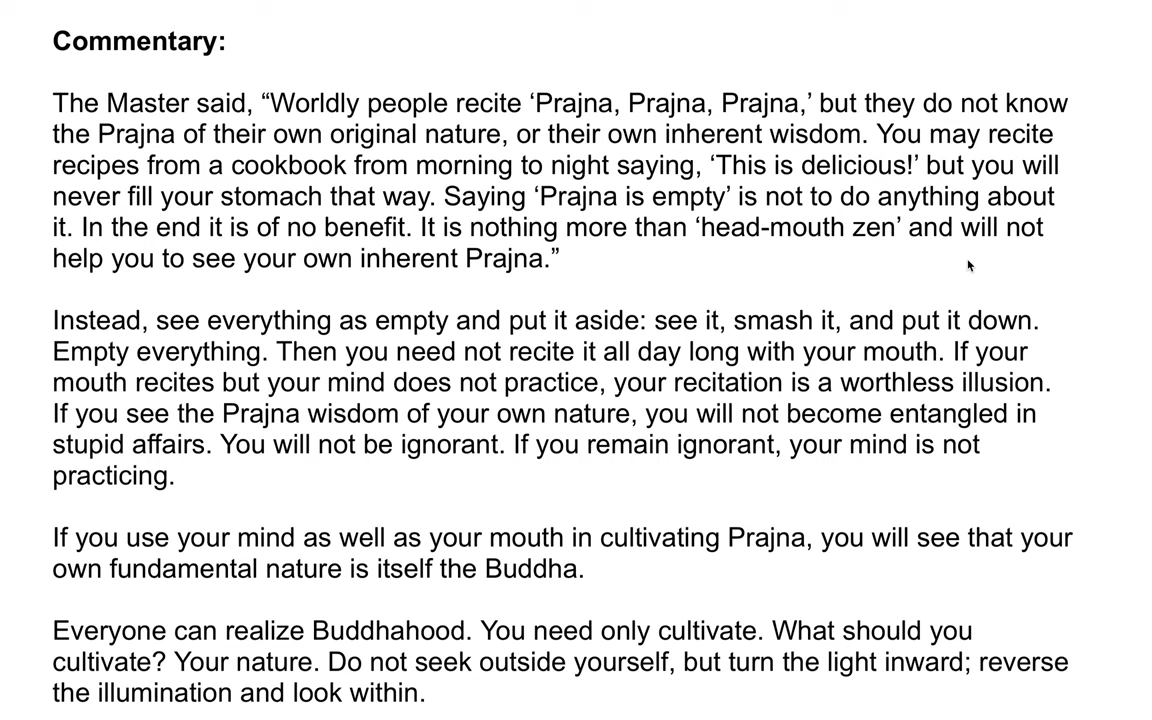 Commentary:
The Master said, “Worldly people recite ‘Prajna, Prajna, Prajna,’ but they do not know
the Prajna of their own original nature, or their own inherent wisdom. You may recite
recipes from a cookbook from morning to night saying, ‘This is delicious!’ but you will
never fill your stomach that way. Saying ‘Prajna is empty’ is not to do anything about
it. In the end it is of no benefit. It is nothing more than ‘head-mouth zen’ and will not
help you to see your own inherent Prajna.”
Instead, see everything as empty and put it aside: see it, smash it, and put it down.
Empty everything. Then you need not recite it all day long with your mouth. If your
mouth recites but your mind does not practice, your recitation is a worthless illusion.
If you see the Prajna wisdom of your own nature, you will not become entangled in
stupid affairs. You will not be ignorant. If you remain ignorant, your mind is not
practicing.
If you use your mind as well as your mouth in cultivating Prajna, you will see that your
own fundamental nature is itself the Buddha.
Everyone can realize Buddhahood. You need only cultivate. What should you
cultivate? Your nature. Do not seek outside yourself, but turn the light inward; reverse
the illumination and look within.